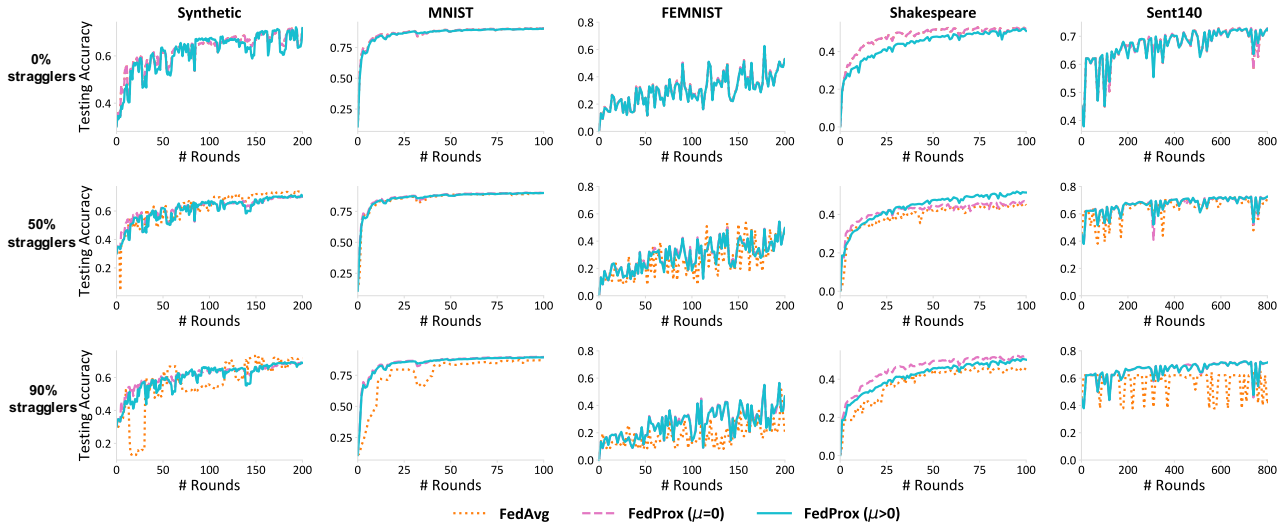 Synthetic MNIST FEMNIST Shakespeare Sent140
0% stragglers
Testing Accuracy
0.6
0.4
0 50 100 150 200
# Rounds
0.75
0.50
0.25
0 25 50 75 100
# Rounds
0.8
0.6
0.4
0.2
0.0
0 50 100 150 200
# Rounds
0.4
0.2
0.0
0 25 50 75 100
# Rounds
0.7
0.6
0.5
0.4
0 200 400 600 800
# Rounds
50% stragglers
Testing Accuracy
0.6
0.4
0.2
0 50 100 150 200
# Rounds
0.75
0.50
0.25
0 25 50 75 100
# Rounds
0.8
0.6
0.4
0.2
0.0
0 50 100 150 200
# Rounds
0.4
0.2
0.0
0 25 50 75 100
# Rounds
0.8
0.6
0.4
0.2
0.0
0 200 400 600 800
# Rounds
90% stragglers
Testing Accuracy
0.6
0.4
0.2
0 50 100 150 200
# Rounds
0.75
0.50
0.25
0 25 50 75 100
# Rounds
0.8
0.6
0.4
0.2
0.0
0 50 100 150 200
# Rounds
0.4
0.2
0.0
0 25 50 75 100
# Rounds
0.8
0.6
0.4
0.2
0.0
0 200 400 600 800
# Rounds
FedAvg FedProx (μ=0) FedProx (μ>0)